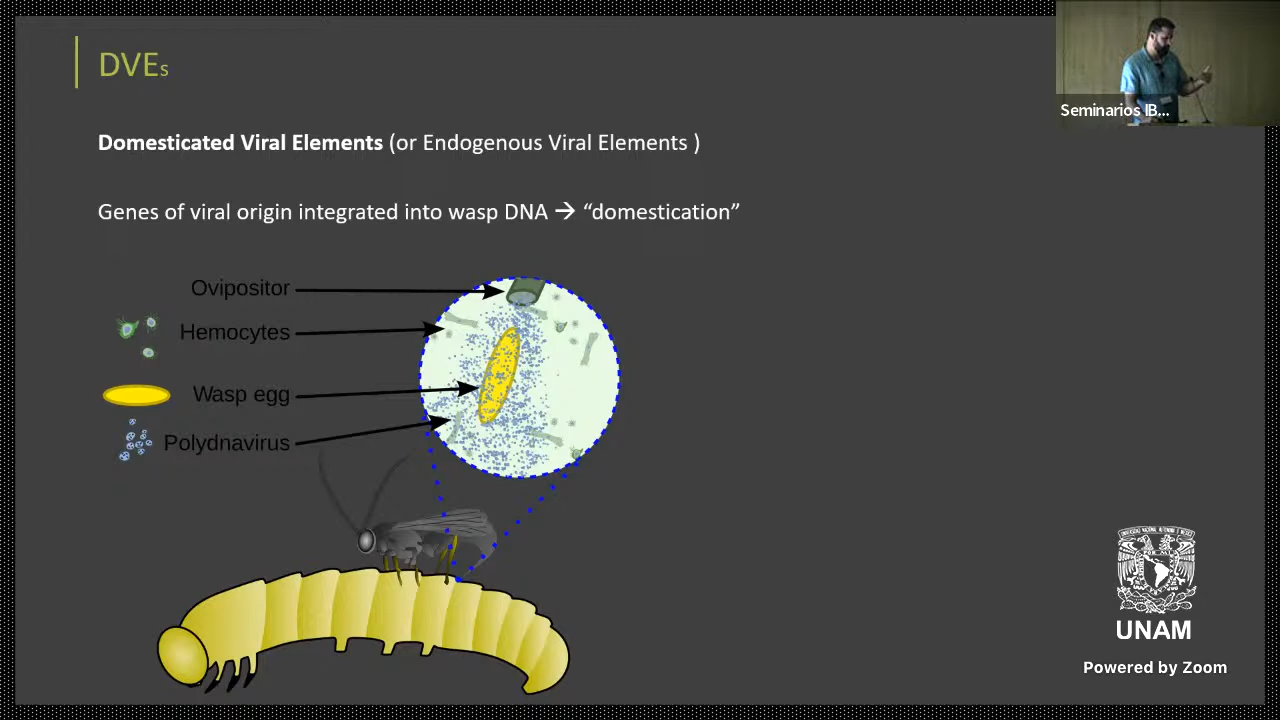 DVEs
Seminarios IB...
Domesticated Viral Elements (or Endogenous Viral Elements )
Genes of viral origin integrated into wasp DNA → “domestication”
Ovipositor
Hemocytes
Wasp egg
Polydnavirus
UNAM
Powered by Zoom